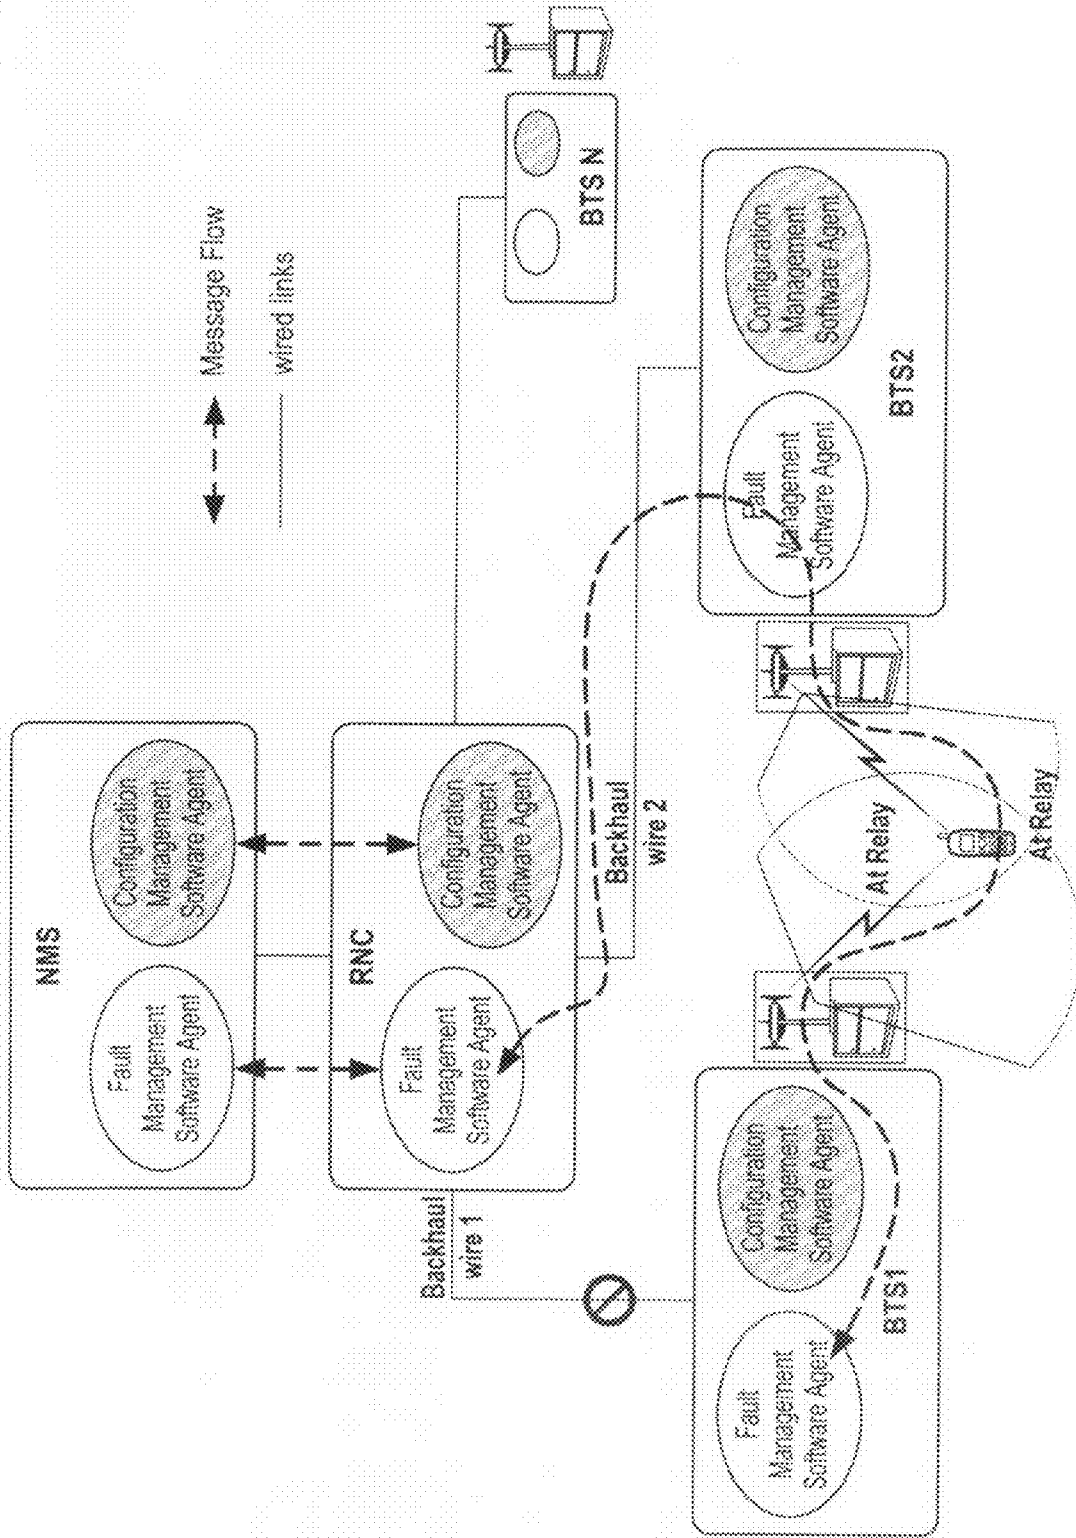 NMS
Fault
Management
Software Agent
Configuration
Management
Software Agent
Message Flow
wired links
RNC
Fault
Management
Software Agent
Configuration
Management
Software Agent
Backhaul
wire 1
Backhaul
wire 2
BTS N
BTS1
Fault
Management
Software Agent
Configuration
Management
Software Agent
At Relay
At Relay
BTS2
Fault
Management
Software Agent
Configuration
Management
Software Agent